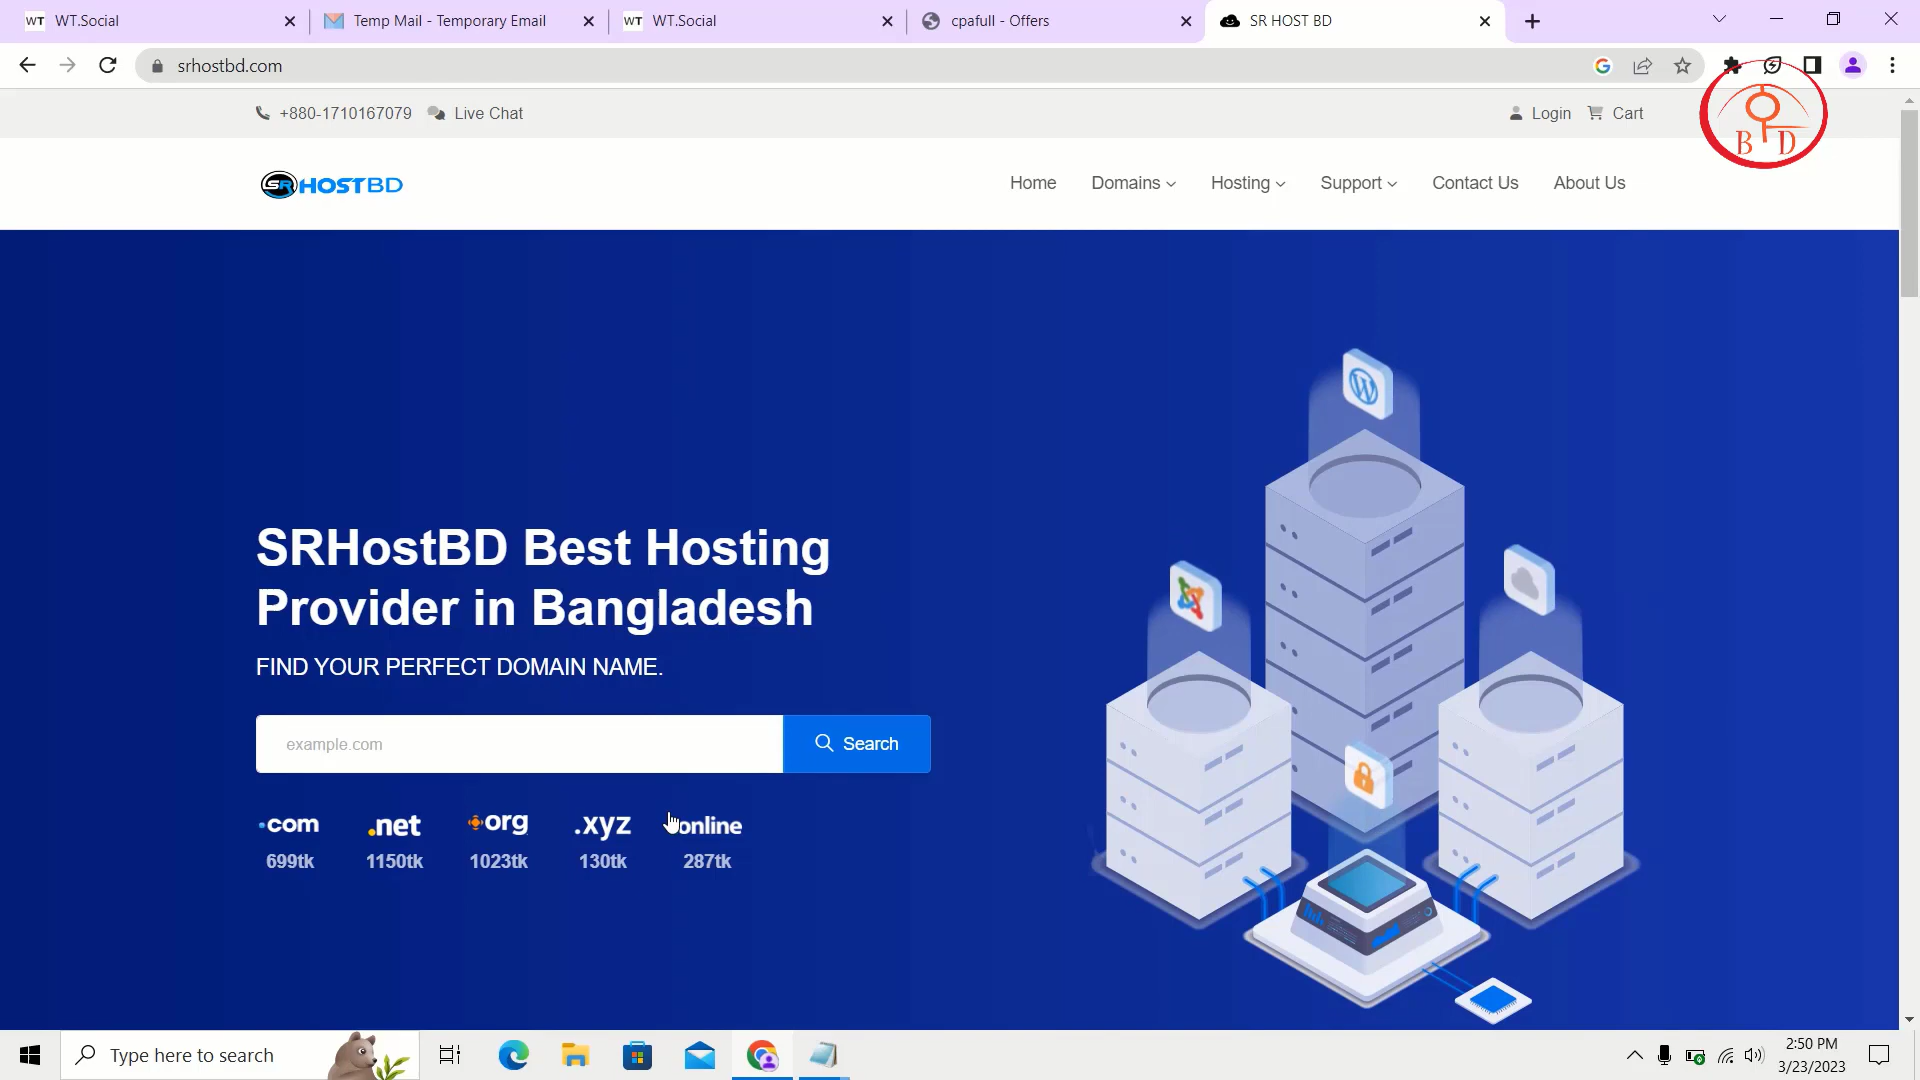 WT.Social
Temp Mail - Temporary Email
WT.Social
cpafull - Offers
SR HOST BD
srhostbd.com
+880-1710167079
Live Chat
Login
Cart
B D
SRHOSTBD
Home
Domains
Hosting
Support
Contact Us
About Us
SRHostBD Best Hosting
Provider in Bangladesh
FIND YOUR PERFECT DOMAIN NAME.
example.com
Search
.com
.net
.org
.xyz
online
699tk
1150tk
1023tk
130tk
287tk
Type here to search
2:50 PM
3/23/2023